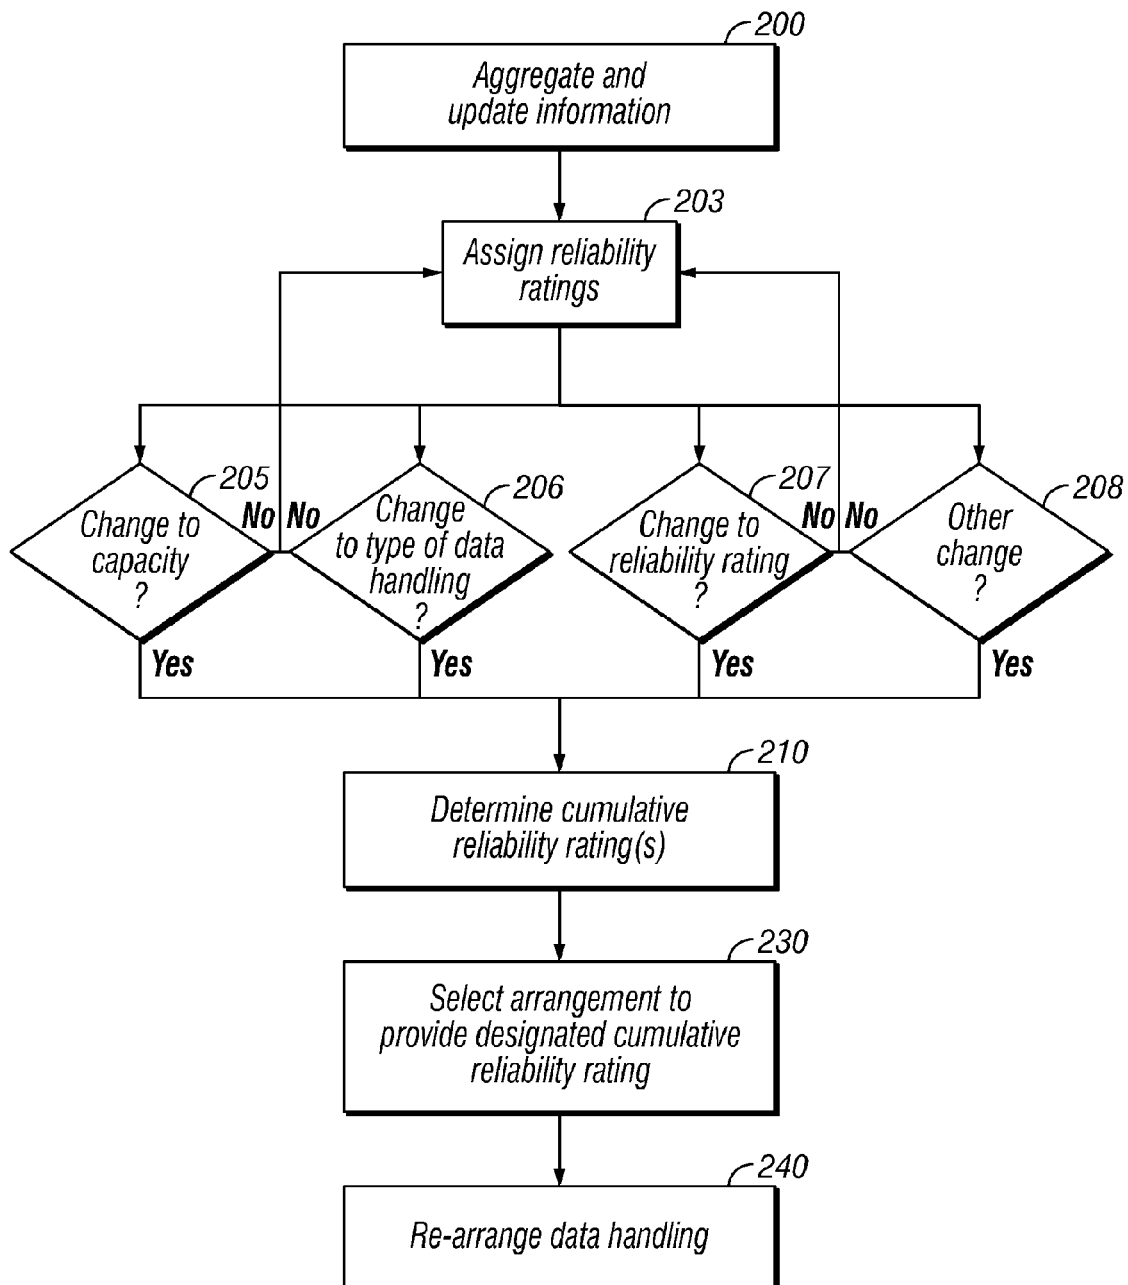 200
Aggregate and
update information
203
Assign reliability
ratings
205
Change to
capacity
?
No
No
206
Change
to type of data
handling
?
207
Change to
reliability rating
?
No
No
208
Other
change
?
Yes
Yes
Yes
Yes
210
Determine cumulative
reliability rating(s)
230
Select arrangement to
provide designated cumulative
reliability rating
240
Re-arrange data handling